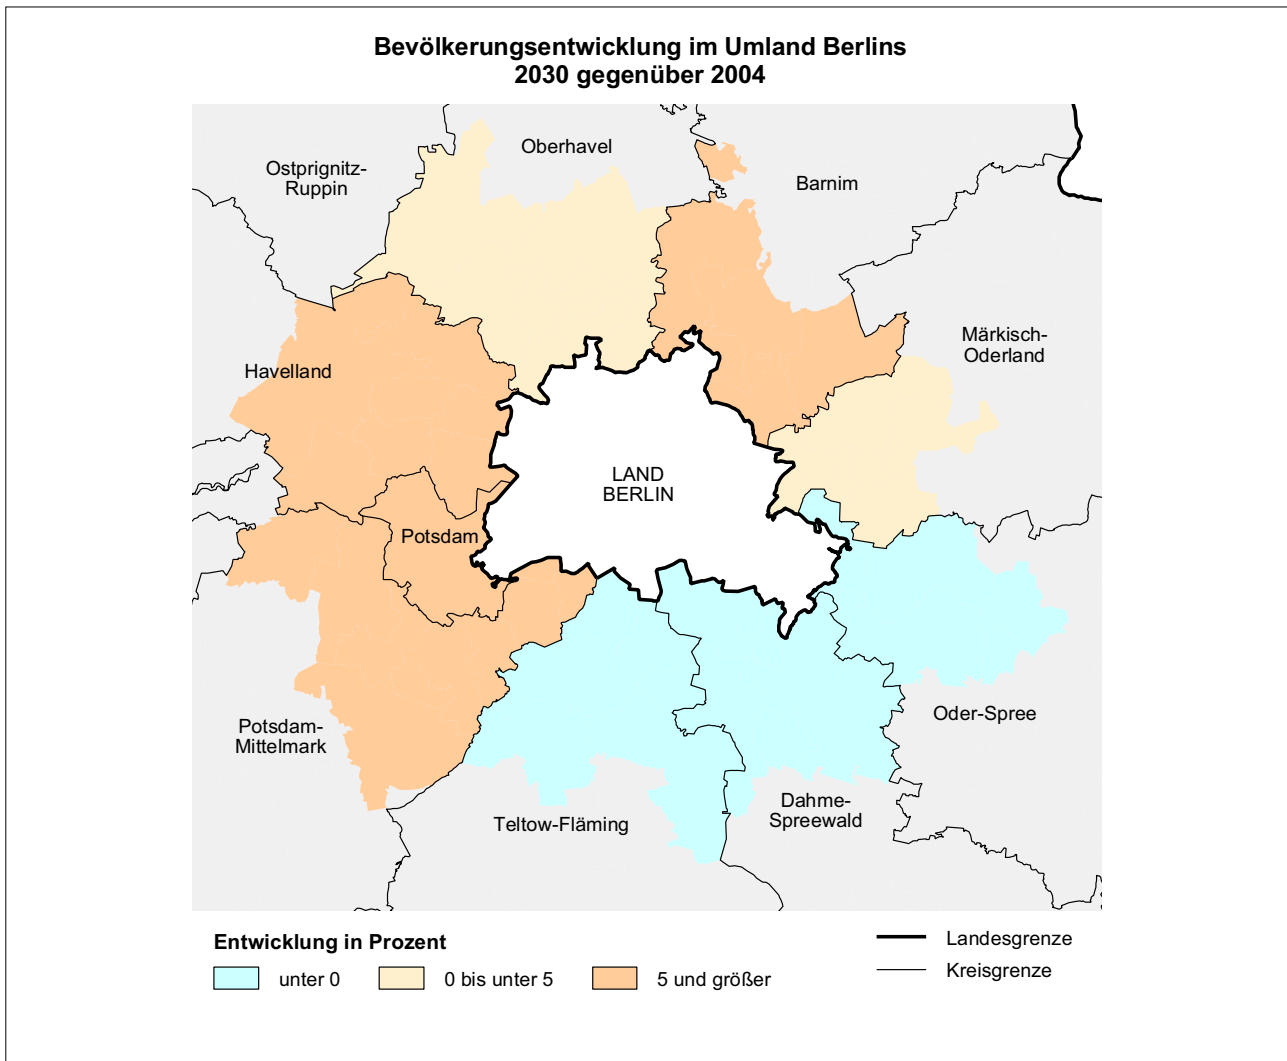 Bevölkerungsentwicklung im Umland Berlins
2030 gegenüber 2004
Oberhavel
Ostprignitz-
Ruppin
Barnim
Märkisch-
Oderland
Havelland
LAND
BERLIN
Potsdam
Potsdam-
Mittelmark
Oder-Spree
Teltow-Fläming
Dahme-
Spreewald
Entwicklung in Prozent
unter 0
0 bis unter 5
5 und größer
Landesgrenze
Kreisgrenze